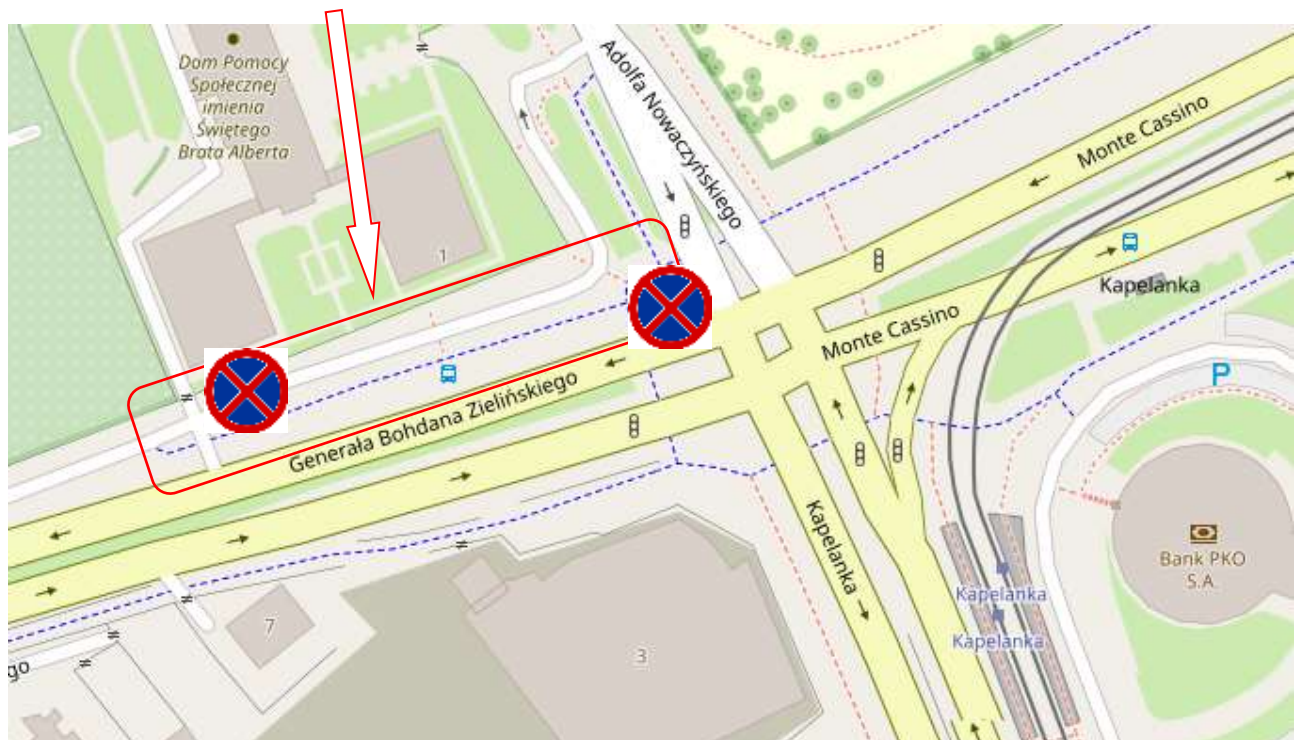 Dom Pomocy
Społecznej
imienia
Świętego
Brata Alberta
Adolfa Nowaczyńskiego
Monte Cassino
1
Kapelanka
Monte Cassino
P
Generała Bohdana Zielińskiego
Kapelanka
Bank PKO
S.A.
Kapelanka
Kapelanka
7
3
go